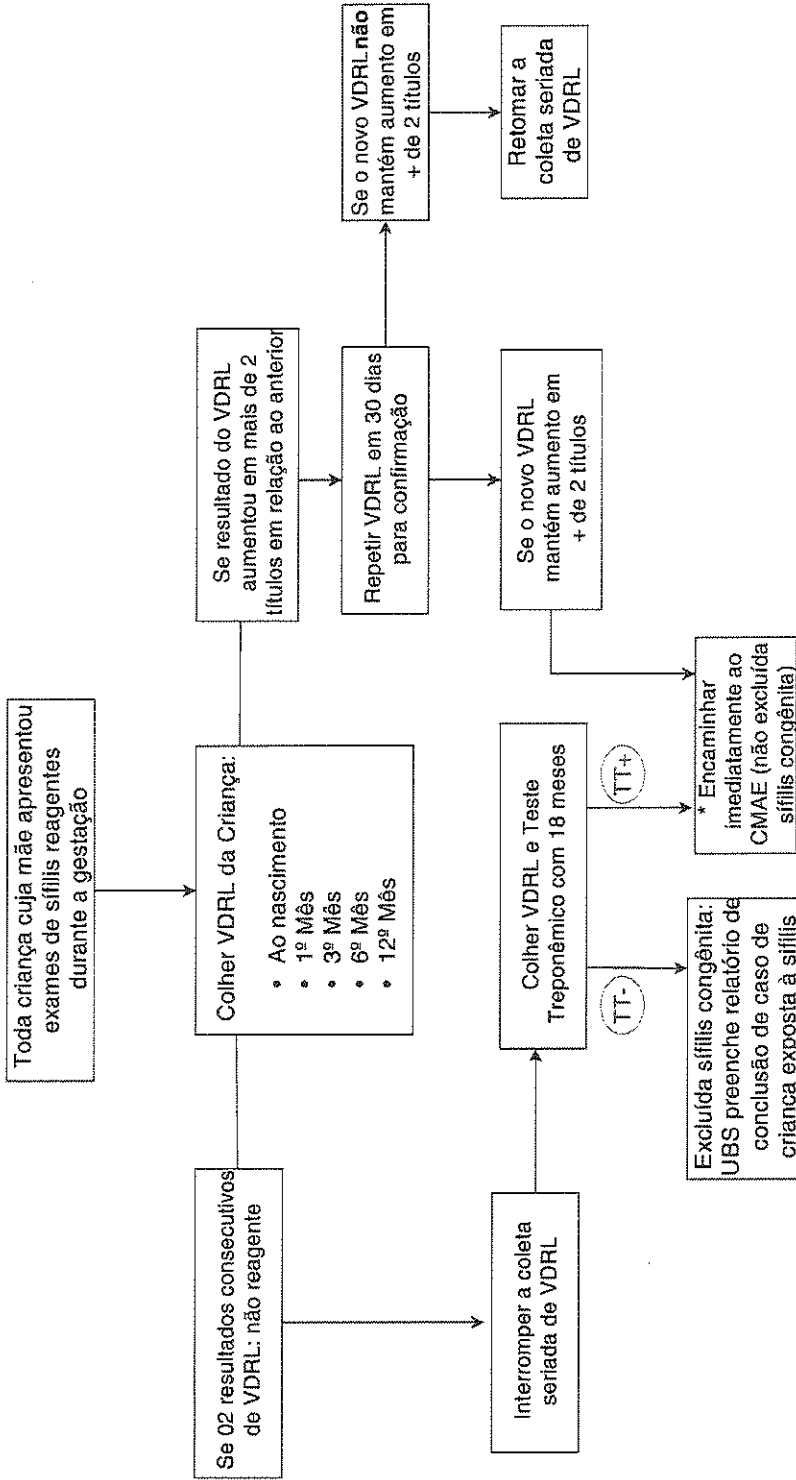 Toda criança cuja mãe apresentou
exames de sífilis reagentes
durante a gestação
Colher VDRL da Criança:
• Ao nascimento
• 1º Mês
• 3º Mês
• 6º Mês
• 12º Mês
Se 02 resultados consecutivos
de VDRL: não reagente
Interromper a coleta
seriada de VDRL
Colher VDRL e Teste
Treponêmico com 18 meses
TT-
TT+
Excluída sífilis congênita:
UBS preenche relatório de
conclusão de caso de
criança exposta à sífilis
* Encaminhar
imediatamente ao
CMAE (não excluída
sífilis congênita)
Se resultado do VDRL
aumentou em mais de 2
títulos em relação ao anterior
Repetir VDRL em 30 dias
para confirmação
Se o novo VDRL
mantém aumento em
+ de 2 títulos
Se o novo VDRL não
mantém aumento em
+ de 2 títulos
Retomar a
coleta seriada
de VDRL